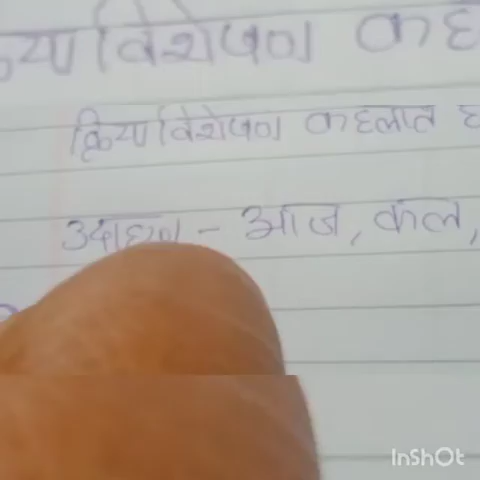 क्रियाविशेषण कह
क्रियाविशेषण कहलात ह
उदाहरण - आज, कल,
InShOt